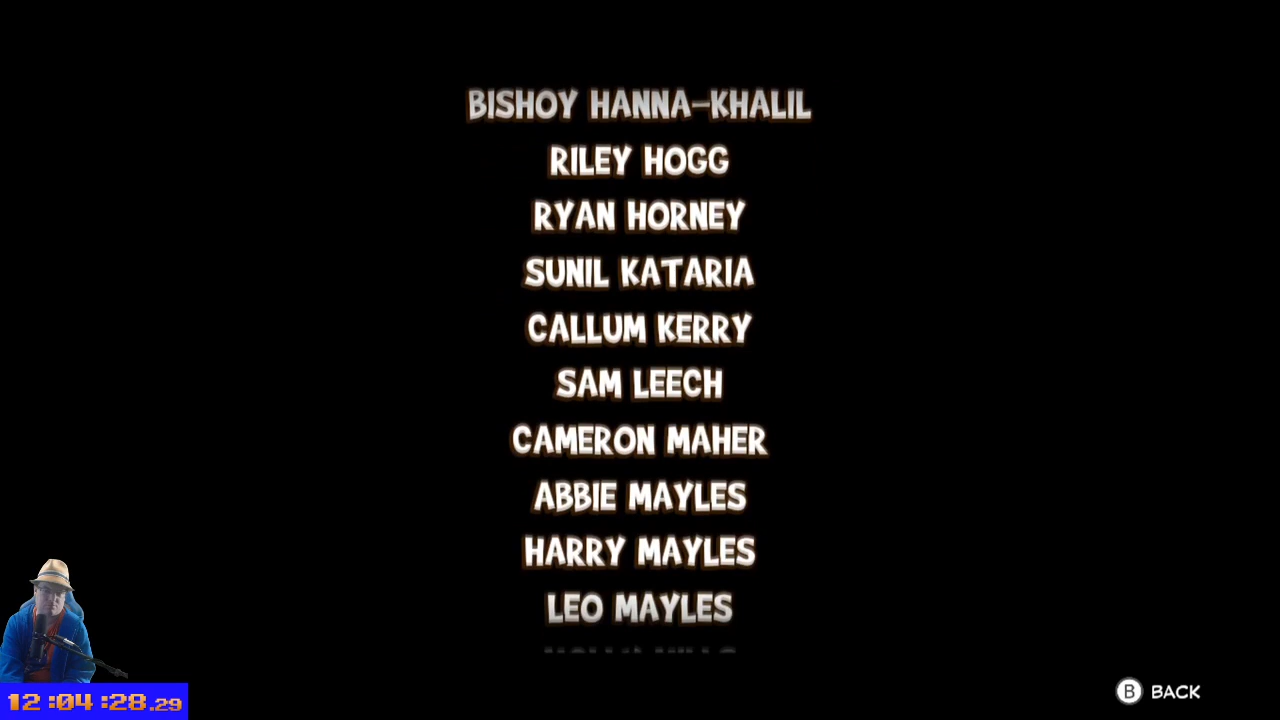 BISHOY HANNA-KHALIL
RILEY HOGG
RYAN HORNEY
SUNIL KATARIA
CALLUM KERRY
SAM LEECH
CAMERON MAHER
ABBIE MAYLES
HARRY MAYLES
LEO MAYLES
12:04:28.29
B BACK